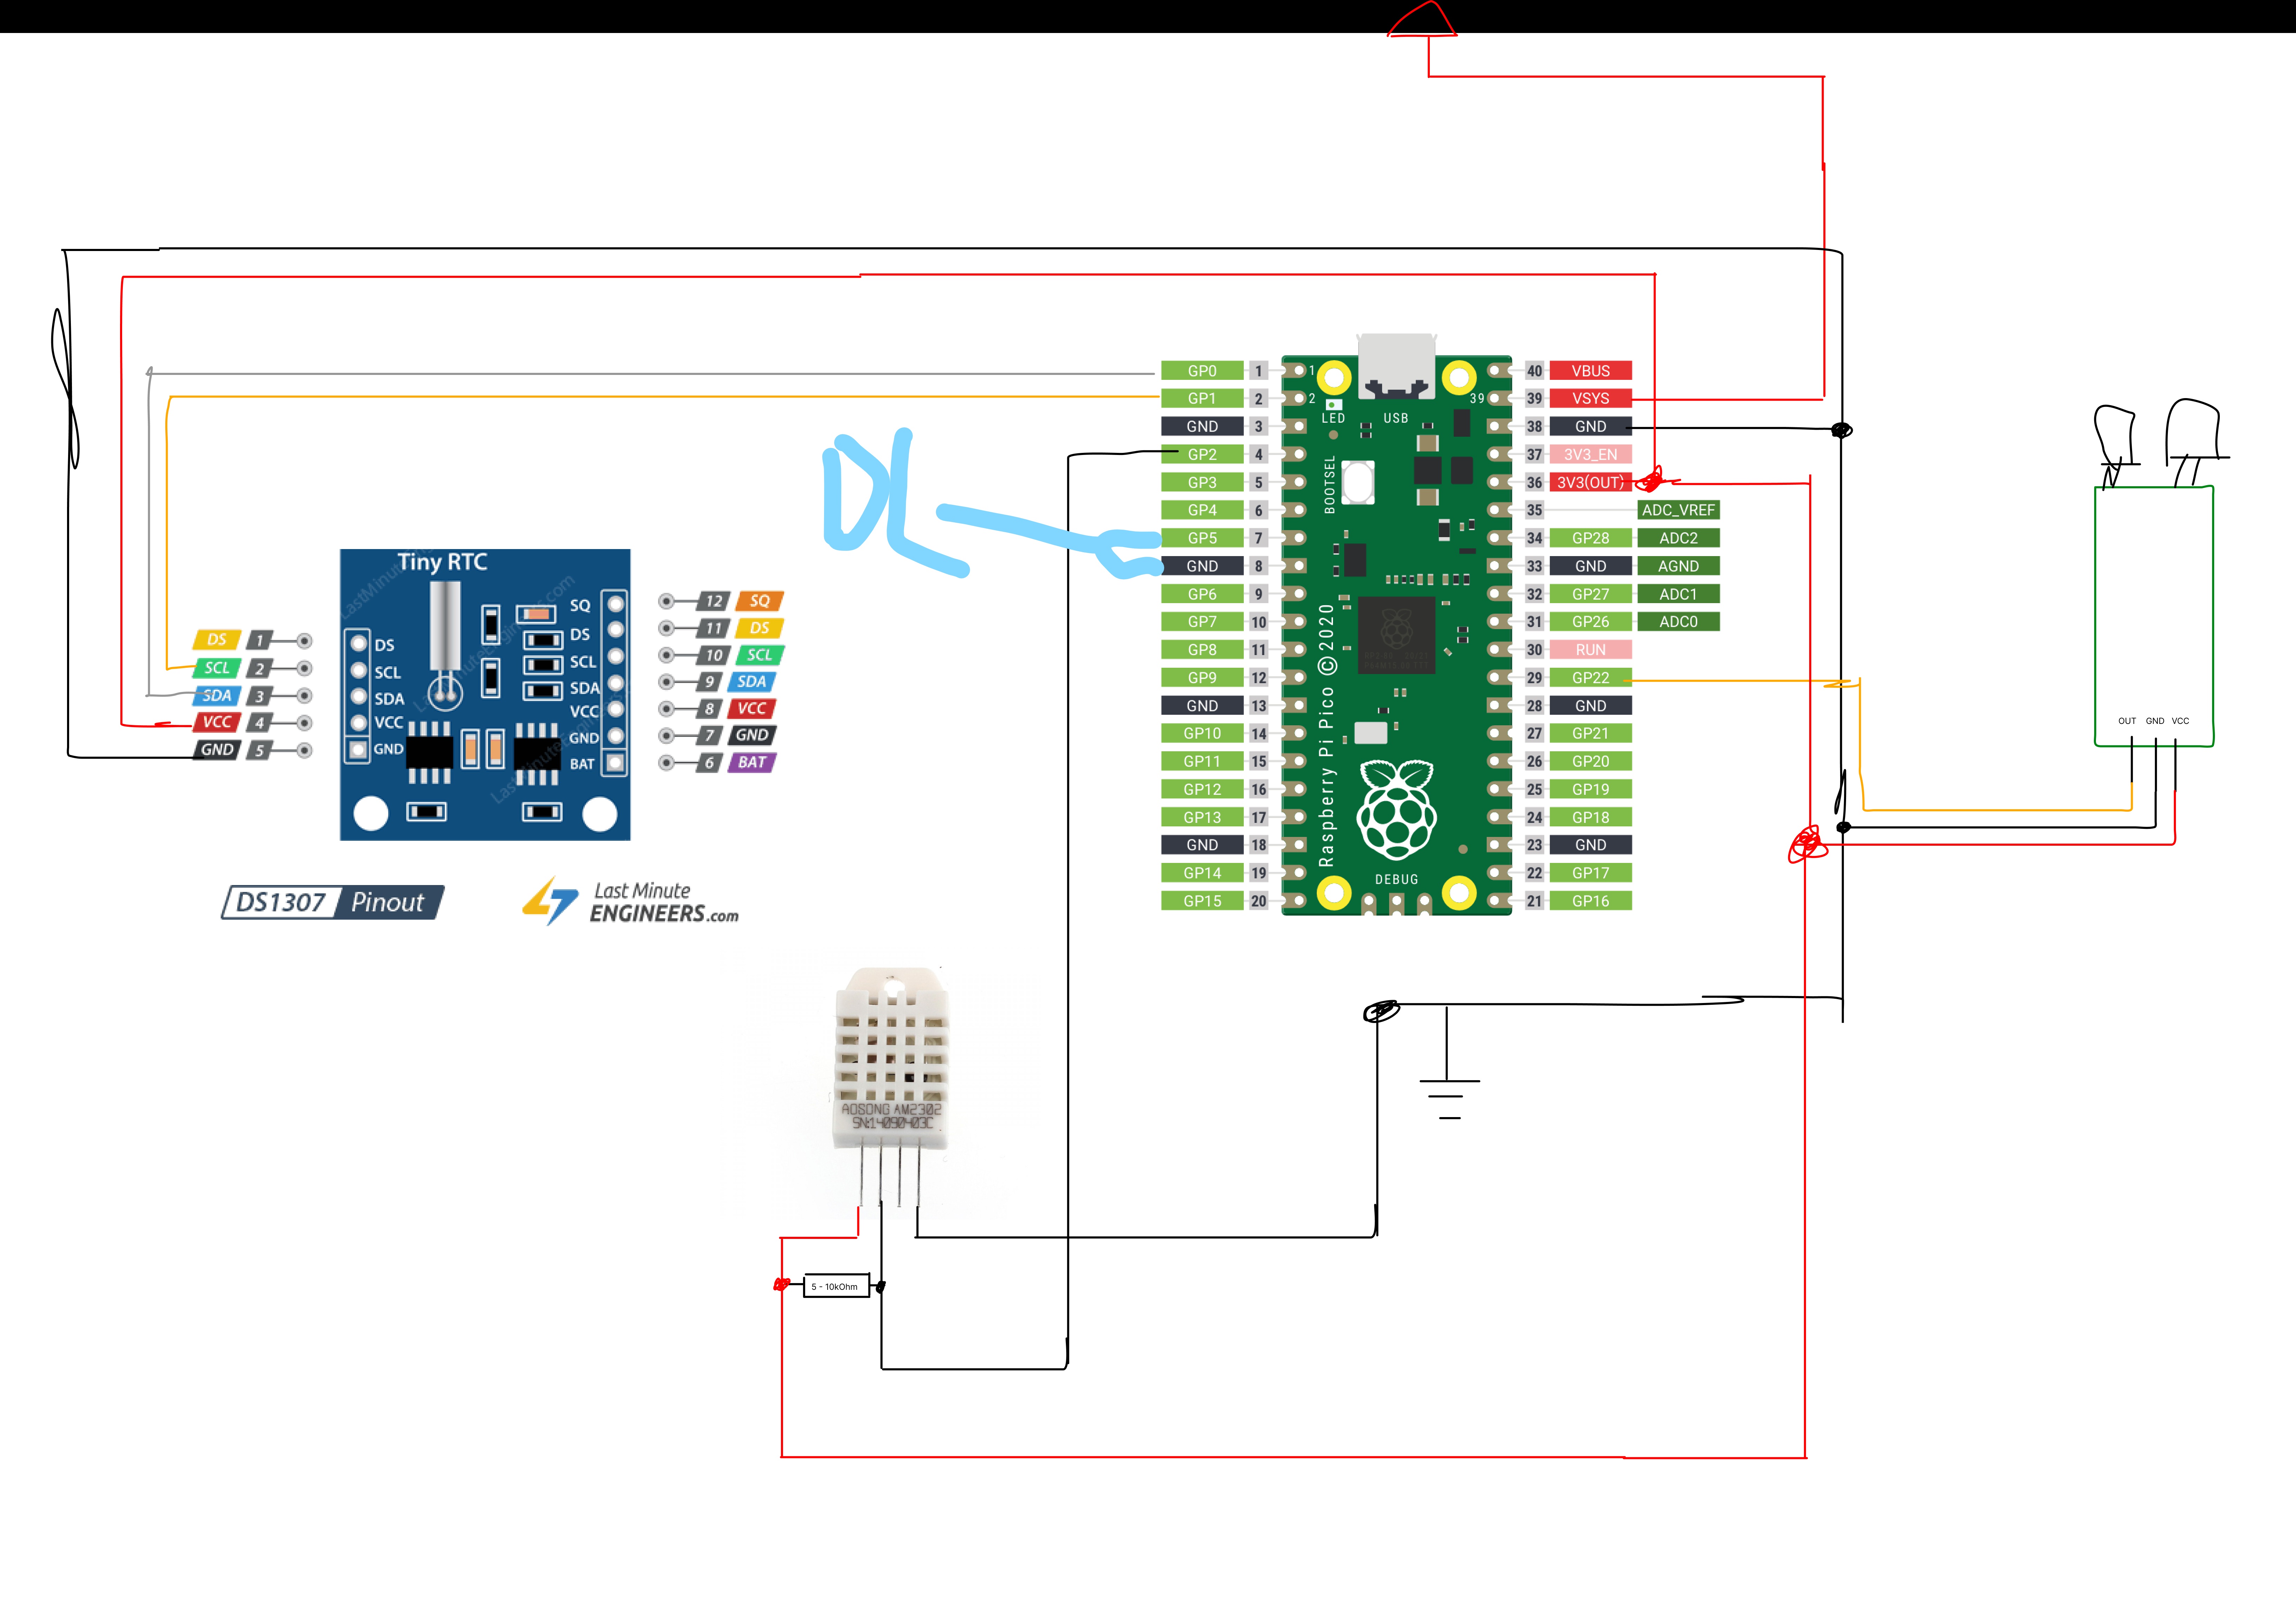 DL
Tiny RTC
DS 1
SCL 2
SDA 3
VCC 4
GND 5
DS
SCL
SDA
VCC
GND
SQ
DS
SCL
SDA
VCC
GND
BAT
12 SQ
11 DS
10 SCL
9 SDA
8 VCC
7 GND
6 BAT
LastMinuteEngineers.com
DS1307 Pinout
Last Minute
ENGINEERS.com
GP0 1
GP1 2
GND 3
GP2 4
GP3 5
GP4 6
GP5 7
GND 8
GP6 9
GP7 10
GP8 11
GP9 12
GND 13
GP10 14
GP11 15
GP12 16
GP13 17
GND 18
GP14 19
GP15 20
1
2
39
LED
USB
BOOTSEL
Raspberry Pi Pico ©2020
DEBUG
40 VBUS
39 VSYS
38 GND
37 3V3_EN
36 3V3(OUT)
35 ADC_VREF
34 GP28 ADC2
33 GND AGND
32 GP27 ADC1
31 GP26 ADC0
30 RUN
29 GP22
28 GND
27 GP21
26 GP20
25 GP19
24 GP18
23 GND
22 GP17
21 GP16
OUT GND VCC
AOSONG AM2302
SN:14090403C
5 - 10kOhm